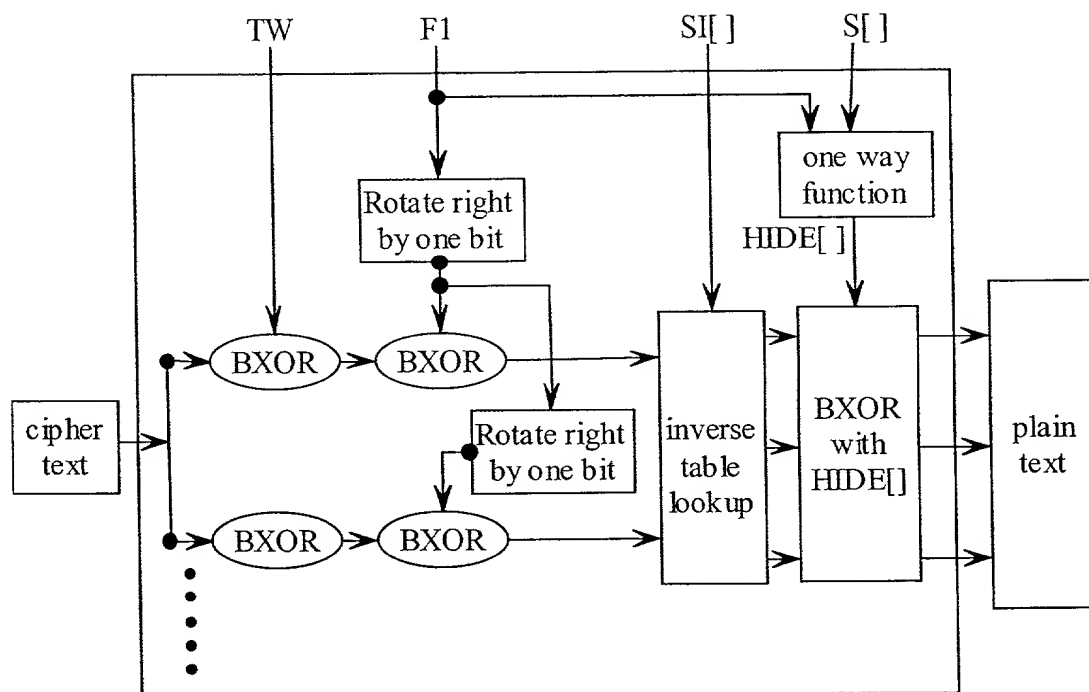 TW
F1
SI[ ]
S[ ]
one way
function
Rotate right
by one bit
HIDE[ ]
BXOR
BXOR
cipher
text
Rotate right
by one bit
inverse
table
lookup
BXOR
with
HIDE[]
plain
text
BXOR
BXOR